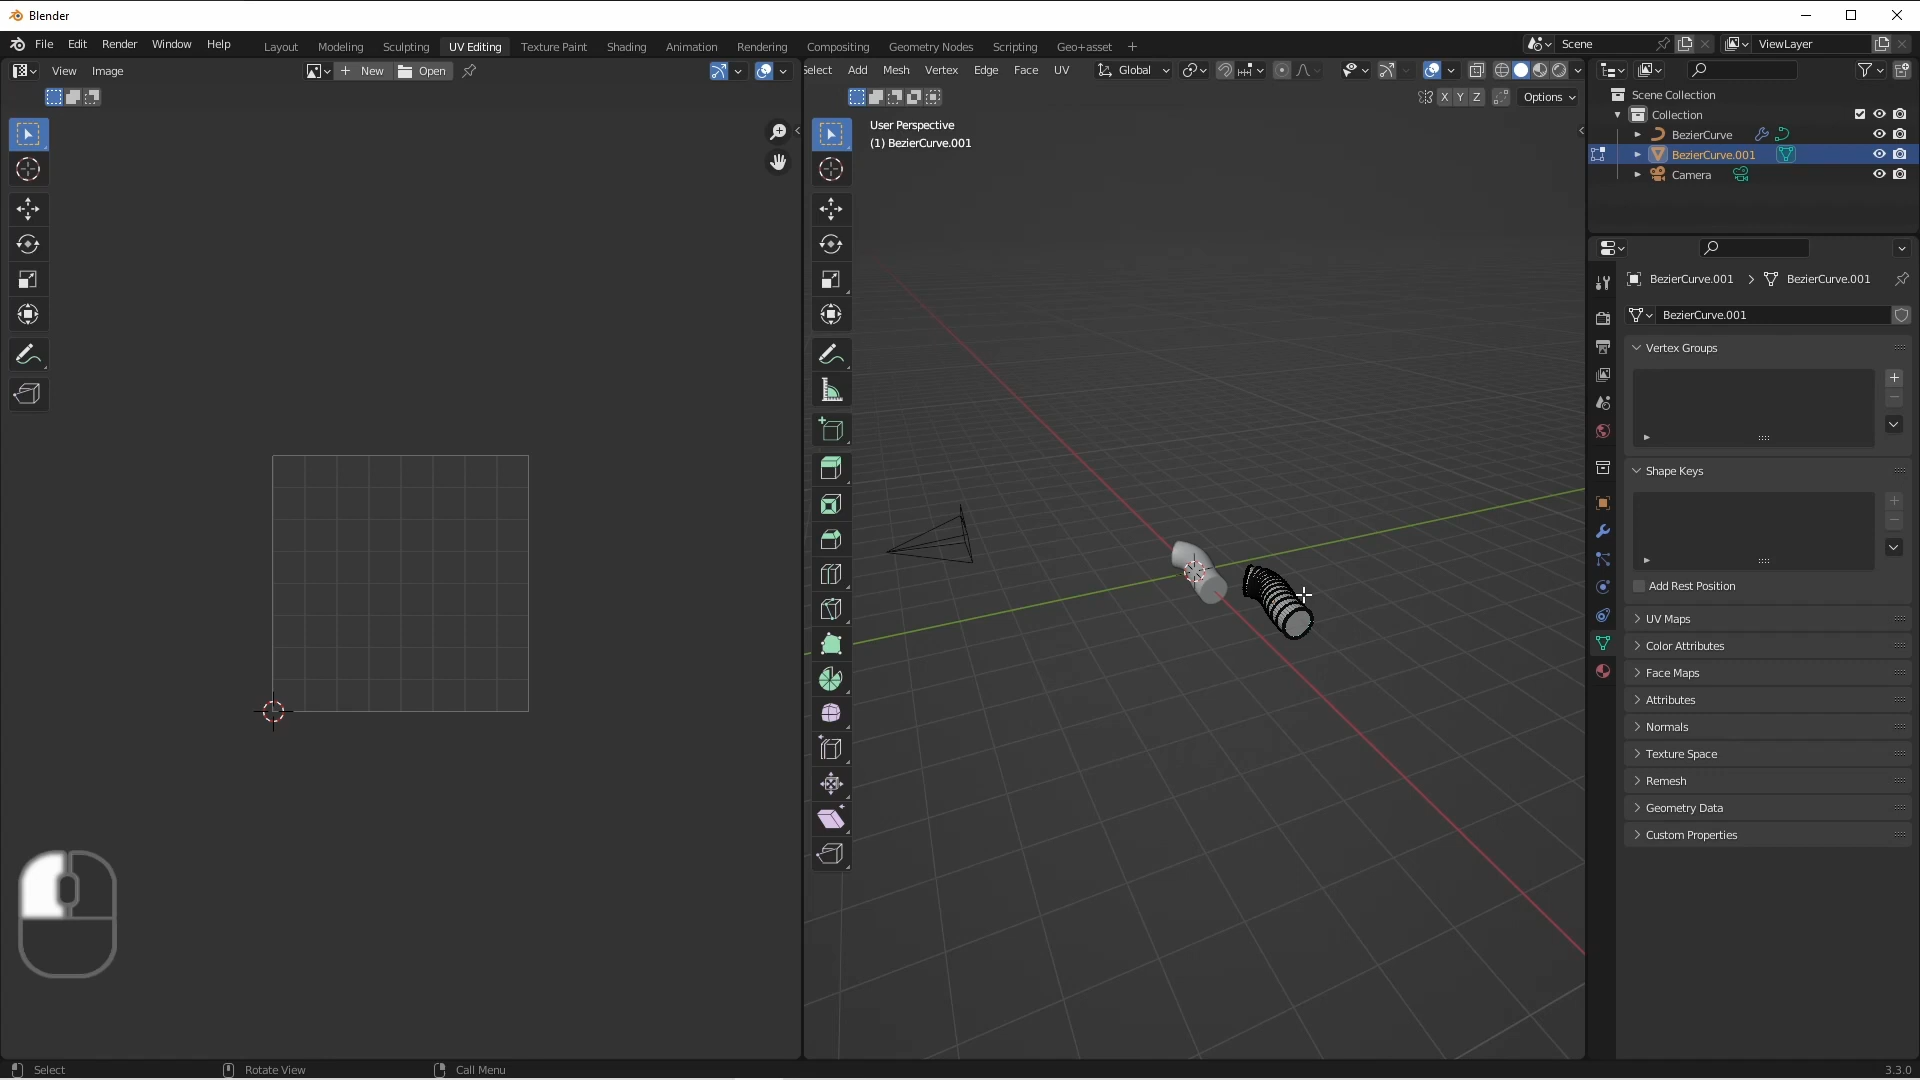 Blender
File Edit Render Window Help
Layout Modeling Sculpting UV Editing Texture Paint Shading Animation Rendering Compositing Geometry Nodes Scripting Geo+asset +
Scene
ViewLayer
View Image
New Open
Select Add Mesh Vertex Edge Face UV
Global
X Y Z
Options
User Perspective
(1) BezierCurve.001
Scene Collection
Collection
BezierCurve
BezierCurve.001
Camera
BezierCurve.001 > BezierCurve.001
BezierCurve.001
Vertex Groups
Shape Keys
Add Rest Position
UV Maps
Color Attributes
Face Maps
Attributes
Normals
Texture Space
Remesh
Geometry Data
Custom Properties
Select Rotate View Call Menu
3.3.0